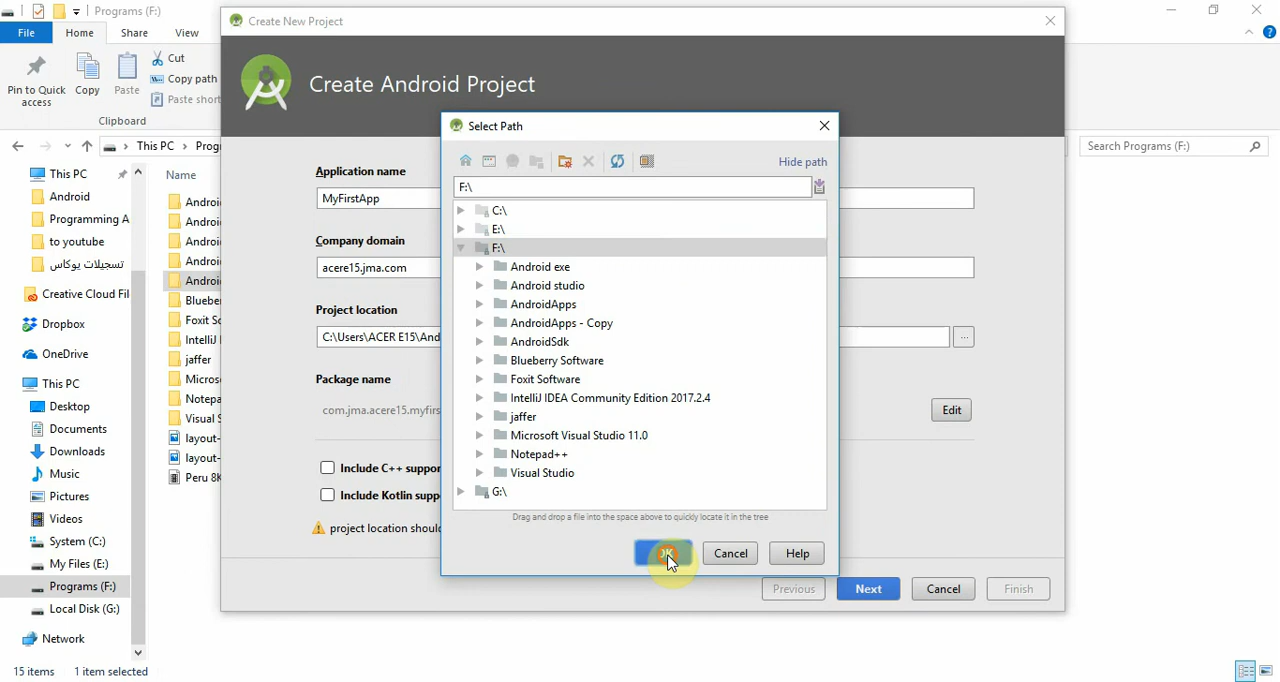 Programs (F:)
File Home Share View
Pin to Quick access
Copy
Paste
Cut
Copy path
Paste short
Clipboard
This PC
Search Programs (F:)
This PC
Android
Programming A
to youtube
تسجيلات يوكاس
Creative Cloud Fil
Dropbox
OneDrive
This PC
Desktop
Documents
Downloads
Music
Pictures
Videos
System (C:)
My Files (E:)
Programs (F:)
Local Disk (G:)
Network
Name
Androi
Androi
Androi
Androi
Androi
Blueber
Foxit So
IntelliJ I
jaffer
Micros
Notepa
Visual S
layout-
layout-
Peru 8K
15 items 1 item selected
Create New Project
Create Android Project
Application name
MyFirstApp
Company domain
acere15.jma.com
Project location
C:\Users\ACER E15\And
...
Package name
com.jma.acere15.myfirs
Edit
Include C++ suppor
Include Kotlin supp
project location should
Previous Next Cancel Finish
Select Path
Hide path
F:\
C:\
E:\
F:\
Android exe
Android studio
AndroidApps
AndroidApps - Copy
AndroidSdk
Blueberry Software
Foxit Software
IntelliJ IDEA Community Edition 2017.2.4
jaffer
Microsoft Visual Studio 11.0
Notepad++
Visual Studio
G:\
Drag and drop a file into the space above to quickly locate it in the tree
OK Cancel Help